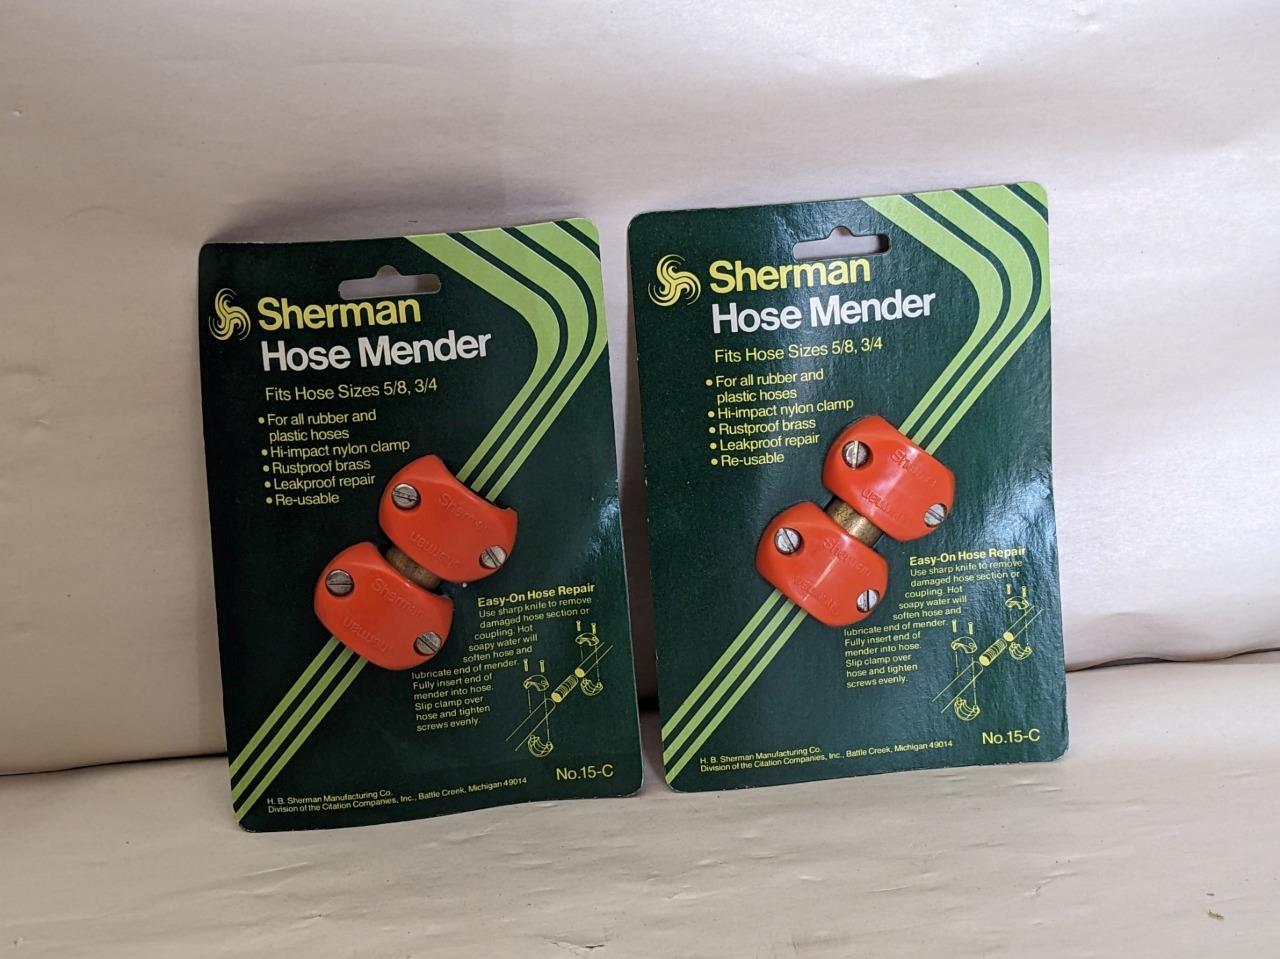 Sherman
Hose Mender
Fits Hose Sizes 5/8, 3/4
• For all rubber and
plastic hoses
• Hi-impact nylon clamp
• Rustproof brass
• Leakproof repair
• Re-usable
Sherman
Sherman
Sherman
Sherman
Easy-On Hose Repair
Use sharp knife to remove
damaged hose section or
coupling. Hot
soapy water will
soften hose and
lubricate end of mender.
Fully insert end of
mender into hose.
Slip clamp over
hose and tighten
screws evenly.
No.15-C
H. B. Sherman Manufacturing Co.
Division of the Citation Companies, Inc., Battle Creek, Michigan 49014
Sherman
Hose Mender
Fits Hose Sizes 5/8, 3/4
• For all rubber and
plastic hoses
• Hi-impact nylon clamp
• Rustproof brass
• Leakproof repair
• Re-usable
Sherman
Sherman
Sherman
Sherman
Easy-On Hose Repair
Use sharp knife to remove
damaged hose section or
coupling. Hot
soapy water will
soften hose and
lubricate end of mender.
Fully insert end of
mender into hose.
Slip clamp over
hose and tighten
screws evenly.
No.15-C
H. B. Sherman Manufacturing Co.
Division of the Citation Companies, Inc., Battle Creek, Michigan 49014